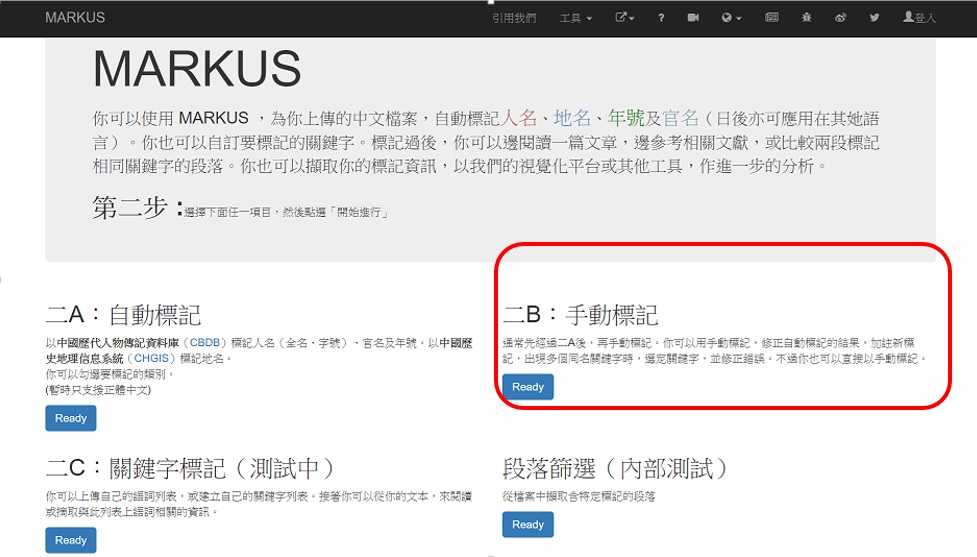 MARKUS 引用我們 工具 ? 登入
MARKUS
你可以使用 MARKUS ，為你上傳的中文檔案，自動標記人名、地名、年號及官名（日後亦可應用在其她語
言）。你也可以自訂要標記的關鍵字。標記過後，你可以邊閱讀一篇文章，邊參考相關文獻，或比較兩段標記
相同關鍵字的段落。你也可以擷取你的標記資訊，以我們的視覺化平台或其他工具，作進一步的分析。
第二步 :選擇下面任一項目，然後點選「開始進行」
二A：自動標記
以中國歷代人物傳記資料庫（CBDB）標記人名（全名、字號）、官名及年號。以中國歷
史地理信息系統（CHGIS）標記地名。
你可以勾選要標記的類別。
(暫時只支接正體中文)
Ready
二B：手動標記
通常先經過二A後，再手動標記。你可以用手動標記，修正自動標記的結果，加註新標
記，出現多個同名關鍵字時，選定關鍵字，並修正錯誤。不過你也可以直接以手動標記。
Ready
二C：關鍵字標記（測試中）
你可以上傳自己的語詞列表，或建立自己的關鍵字列表。接著你可以從你的文本，來閱讀
或摘取與此列表上語詞相關的資訊。
Ready
段落篩選（內部測試）
從檔案中擷取含特定標記的段落
Ready